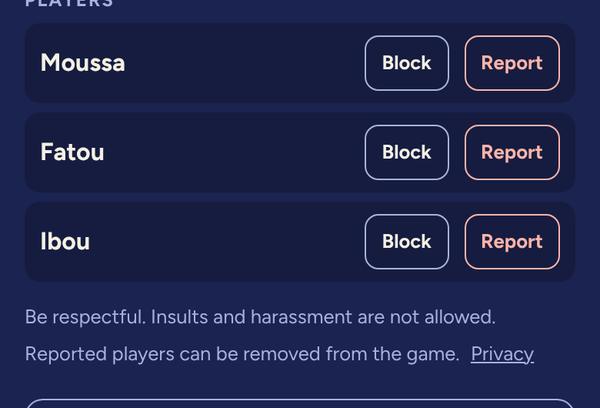 PLAYERS
Moussa Block Report
Fatou Block Report
Ibou Block Report
Be respectful. Insults and harassment are not allowed.
Reported players can be removed from the game. Privacy